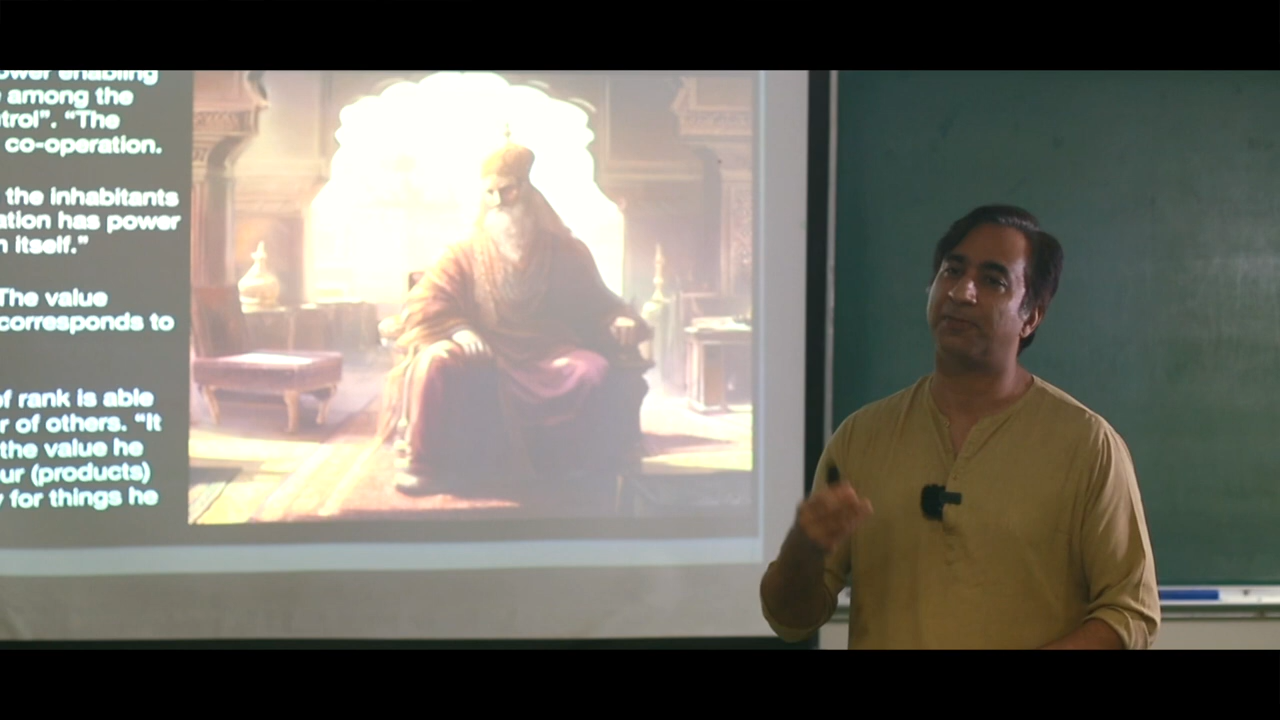 ower enabling
among the
trol”. “The
co-operation.
the inhabitants
ation has power
n itself.”
The value
corresponds to
of rank is able
r of others. “It
the value he
ur (products)
y for things he